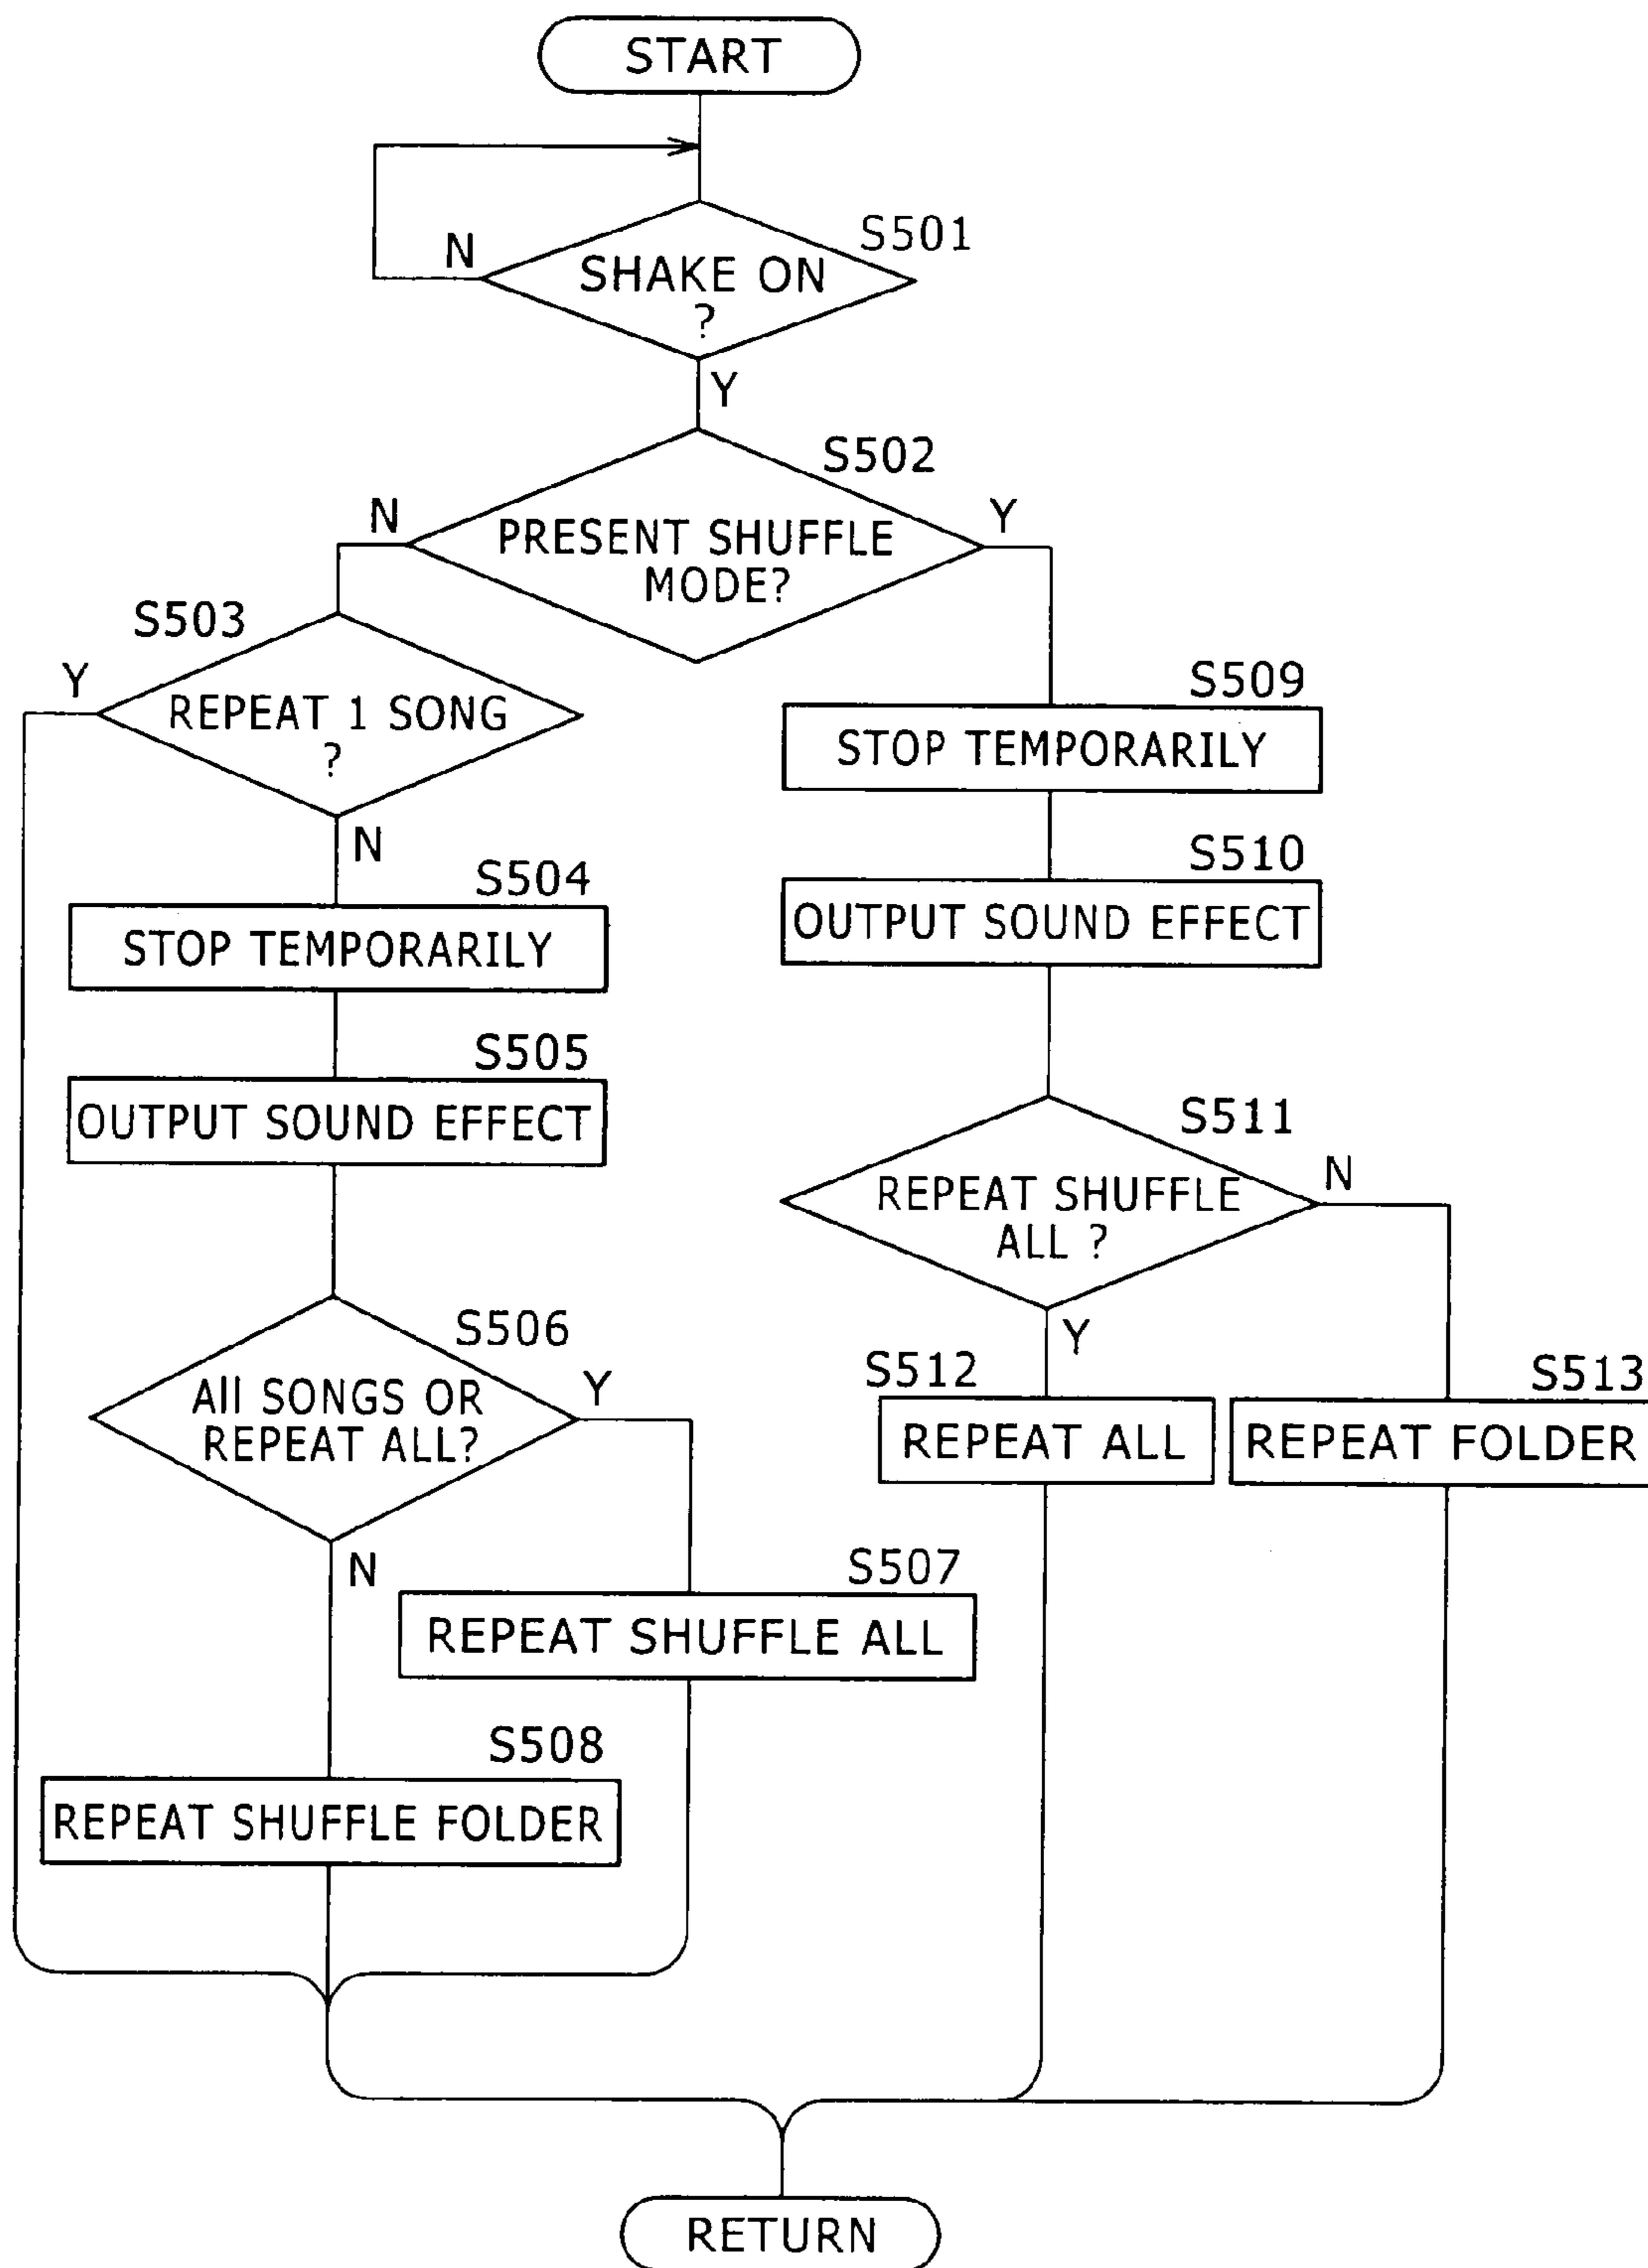 START
S501
N
SHAKE ON
?
Y
S502
N
Y
PRESENT SHUFFLE
MODE?
S503
Y
REPEAT 1 SONG
?
N
S509
STOP TEMPORARILY
S504
STOP TEMPORARILY
S510
OUTPUT SOUND EFFECT
S505
OUTPUT SOUND EFFECT
S511
N
REPEAT SHUFFLE
ALL ?
Y
S506
All SONGS OR
REPEAT ALL?
Y
N
S512
REPEAT ALL
S513
REPEAT FOLDER
S507
REPEAT SHUFFLE ALL
S508
REPEAT SHUFFLE FOLDER
RETURN